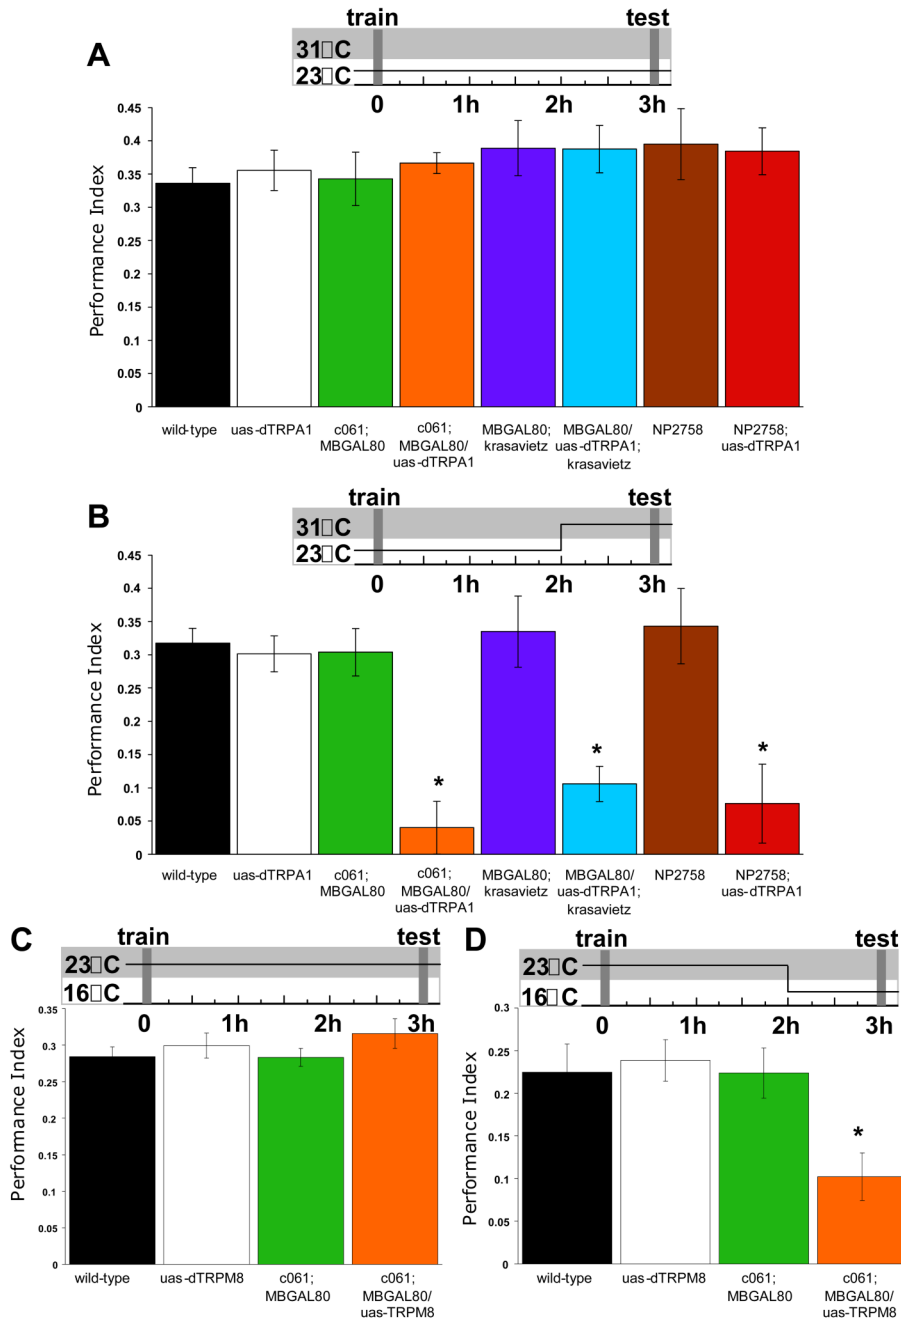 train test
A
31□C
23□C
0 1h 2h 3h
Performance Index
0.45
0.4
0.35
0.3
0.25
0.2
0.15
0.1
0.05
0
wild-type uas-dTRPA1 c061; MBGAL80 c061; MBGAL80/ uas-dTRPA1 MBGAL80; krasavietz MBGAL80/ uas-dTRPA1; krasavietz NP2758 NP2758; uas-dTRPA1
train test
B
31□C
23□C
0 1h 2h 3h
Performance Index
0.45
0.4
0.35
0.3
0.25
0.2
0.15
0.1
0.05
0
* * *
wild-type uas-dTRPA1 c061; MBGAL80 c061; MBGAL80/ uas-dTRPA1 MBGAL80; krasavietz MBGAL80/ uas-dTRPA1; krasavietz NP2758 NP2758; uas-dTRPA1
C
train test
23□C
16□C
0 1h 2h 3h
Performance Index
0.35
0.3
0.25
0.2
0.15
0.1
0.05
0
wild-type uas-dTRPM8 c061; MBGAL80 c061; MBGAL80/ uas-TRPM8
D
train test
23□C
16□C
0 1h 2h 3h
Performance Index
0.3
0.25
0.2
0.15
0.1
0.05
0
*
wild-type uas-dTRPM8 c061; MBGAL80 c061; MBGAL80/ uas-TRPM8